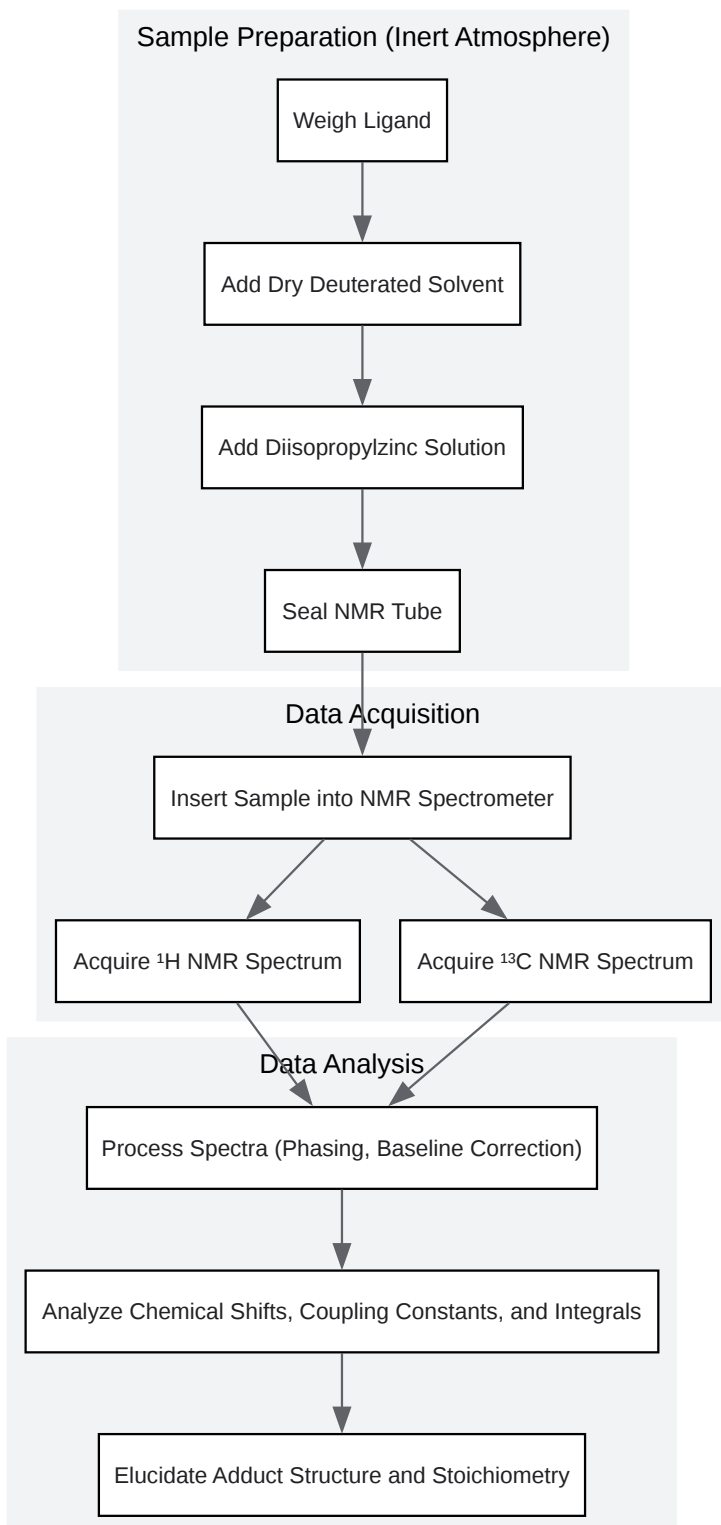 Sample Preparation (Inert Atmosphere)
Weigh Ligand
Add Dry Deuterated Solvent
Add Diisopropylzinc Solution
Seal NMR Tube
Data Acquisition
Insert Sample into NMR Spectrometer
Acquire ¹H NMR Spectrum
Acquire ¹³C NMR Spectrum
Data Analysis
Process Spectra (Phasing, Baseline Correction)
Analyze Chemical Shifts, Coupling Constants, and Integrals
Elucidate Adduct Structure and Stoichiometry